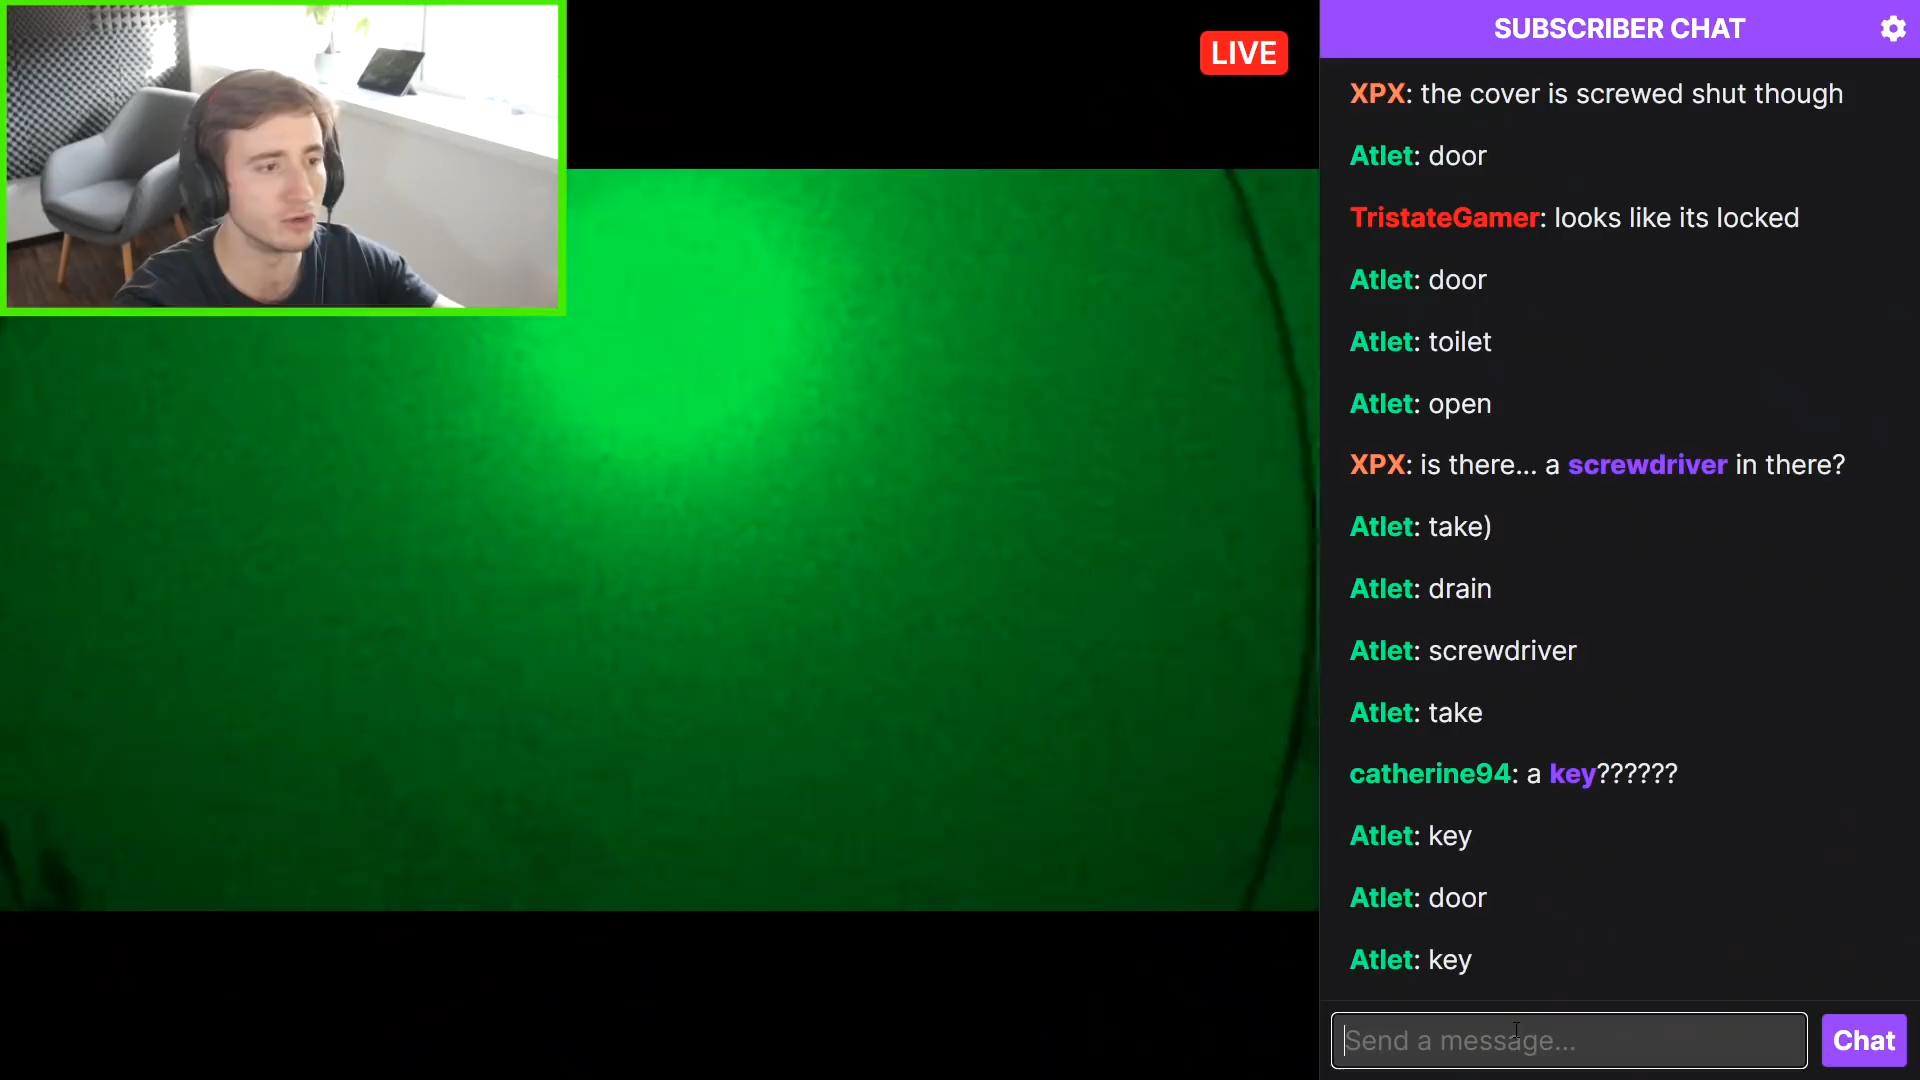 LIVE
SUBSCRIBER CHAT
XPX: the cover is screwed shut though
Atlet: door
TristateGamer: looks like its locked
Atlet: door
Atlet: toilet
Atlet: open
XPX: is there... a screwdriver in there?
Atlet: take)
Atlet: drain
Atlet: screwdriver
Atlet: take
catherine94: a key??????
Atlet: key
Atlet: door
Atlet: key
Send a message...
Chat